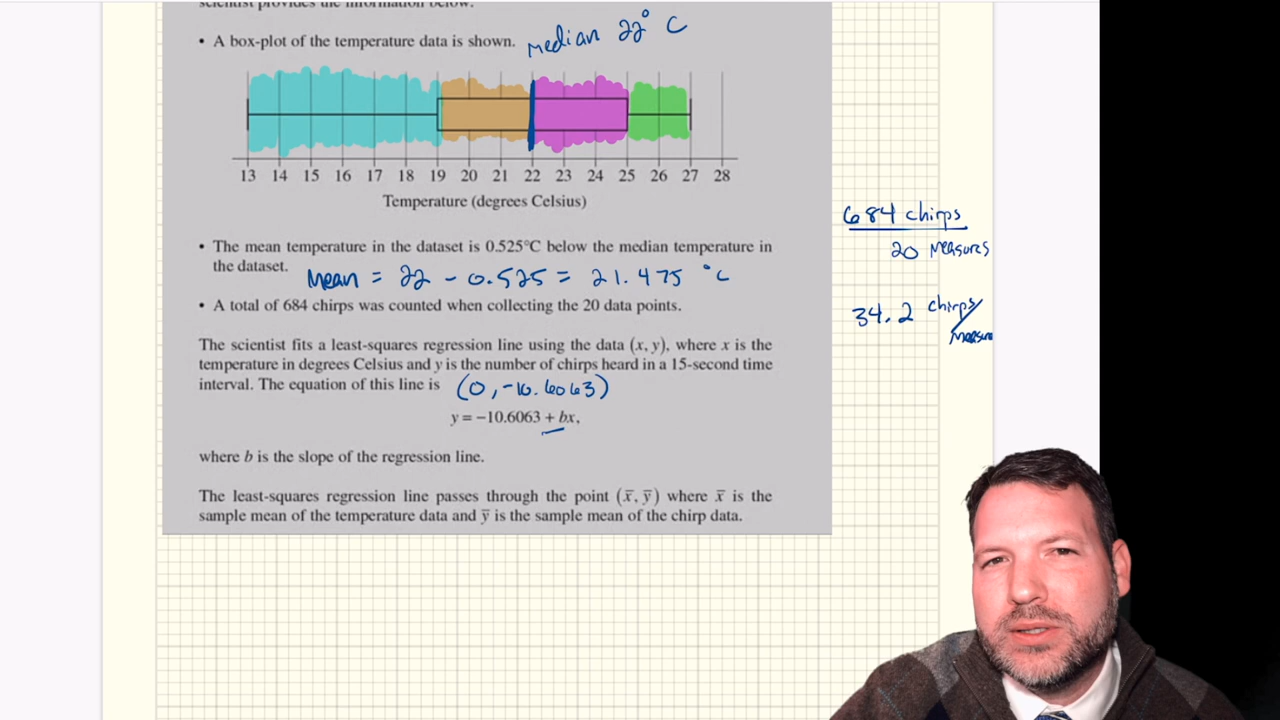 scientist provides the information below.
• A box-plot of the temperature data is shown. median 22° C
13 14 15 16 17 18 19 20 21 22 23 24 25 26 27 28
Temperature (degrees Celsius)
684 chirps
20 measures
• The mean temperature in the dataset is 0.525°C below the median temperature in
the dataset. Mean = 22 - 0.525 = 21.475 °C
• A total of 684 chirps was counted when collecting the 20 data points.
34.2 chirps/
measure
The scientist fits a least-squares regression line using the data (x, y), where x is the
temperature in degrees Celsius and y is the number of chirps heard in a 15-second time
interval. The equation of this line is (0, -10.6063)
y = −10.6063 + bx,
where b is the slope of the regression line.
The least-squares regression line passes through the point (x̅, y̅) where x̅ is the
sample mean of the temperature data and y̅ is the sample mean of the chirp data.